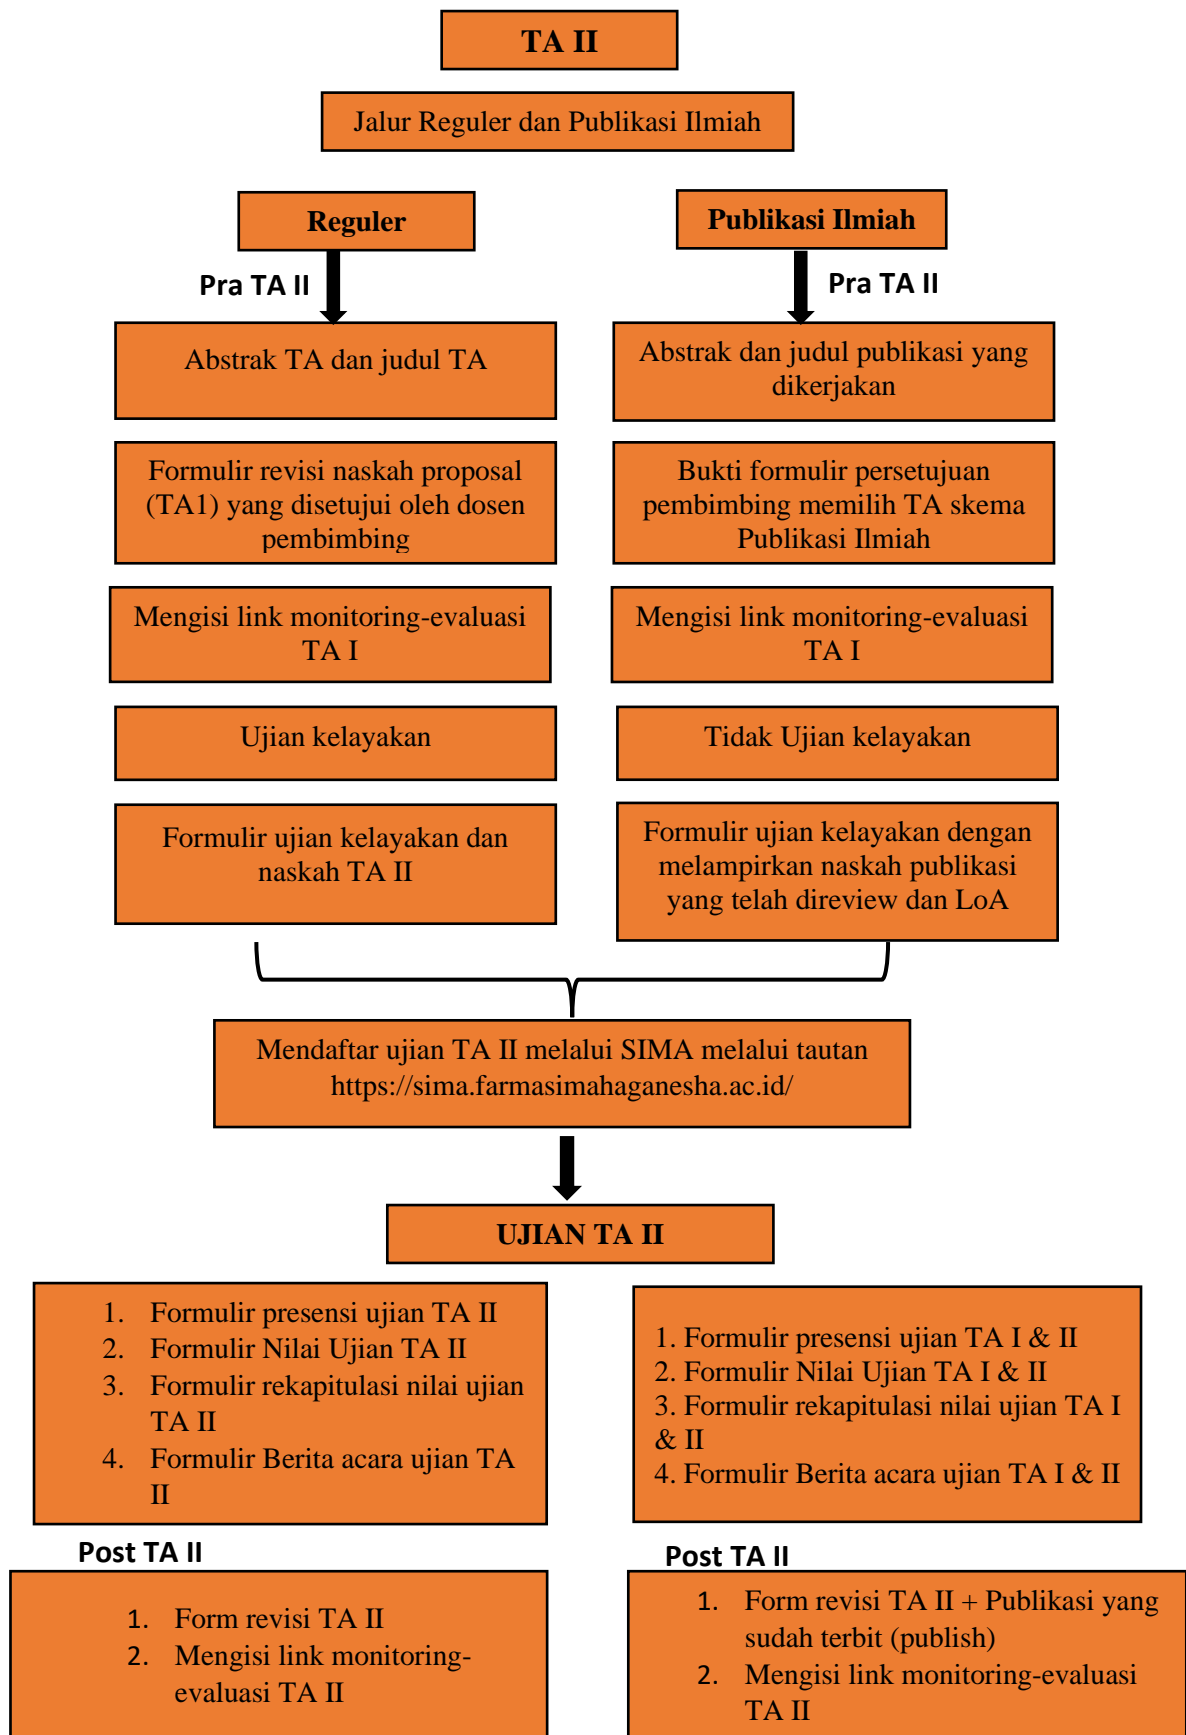 TA II
Jalur Reguler dan Publikasi Ilmiah
Reguler
Publikasi Ilmiah
Pra TA II
Pra TA II
Abstrak TA dan judul TA
Abstrak dan judul publikasi yang
dikerjakan
Formulir revisi naskah proposal
(TA1) yang disetujui oleh dosen
pembimbing
Bukti formulir persetujuan
pembimbing memilih TA skema
Publikasi Ilmiah
Mengisi link monitoring-evaluasi
TA I
Mengisi link monitoring-evaluasi
TA I
Ujian kelayakan
Tidak Ujian kelayakan
Formulir ujian kelayakan dan
naskah TA II
Formulir ujian kelayakan dengan
melampirkan naskah publikasi
yang telah direview dan LoA
Mendaftar ujian TA II melalui SIMA melalui tautan
https://sima.farmasimahaganesha.ac.id/
UJIAN TA II
1. Formulir presensi ujian TA II
2. Formulir Nilai Ujian TA II
3. Formulir rekapitulasi nilai ujian
TA II
4. Formulir Berita acara ujian TA
II
1. Formulir presensi ujian TA I & II
2. Formulir Nilai Ujian TA I & II
3. Formulir rekapitulasi nilai ujian TA I
& II
4. Formulir Berita acara ujian TA I & II
Post TA II
1. Form revisi TA II
2. Mengisi link monitoring-
evaluasi TA II
Post TA II
1. Form revisi TA II + Publikasi yang
sudah terbit (publish)
2. Mengisi link monitoring-evaluasi
TA II